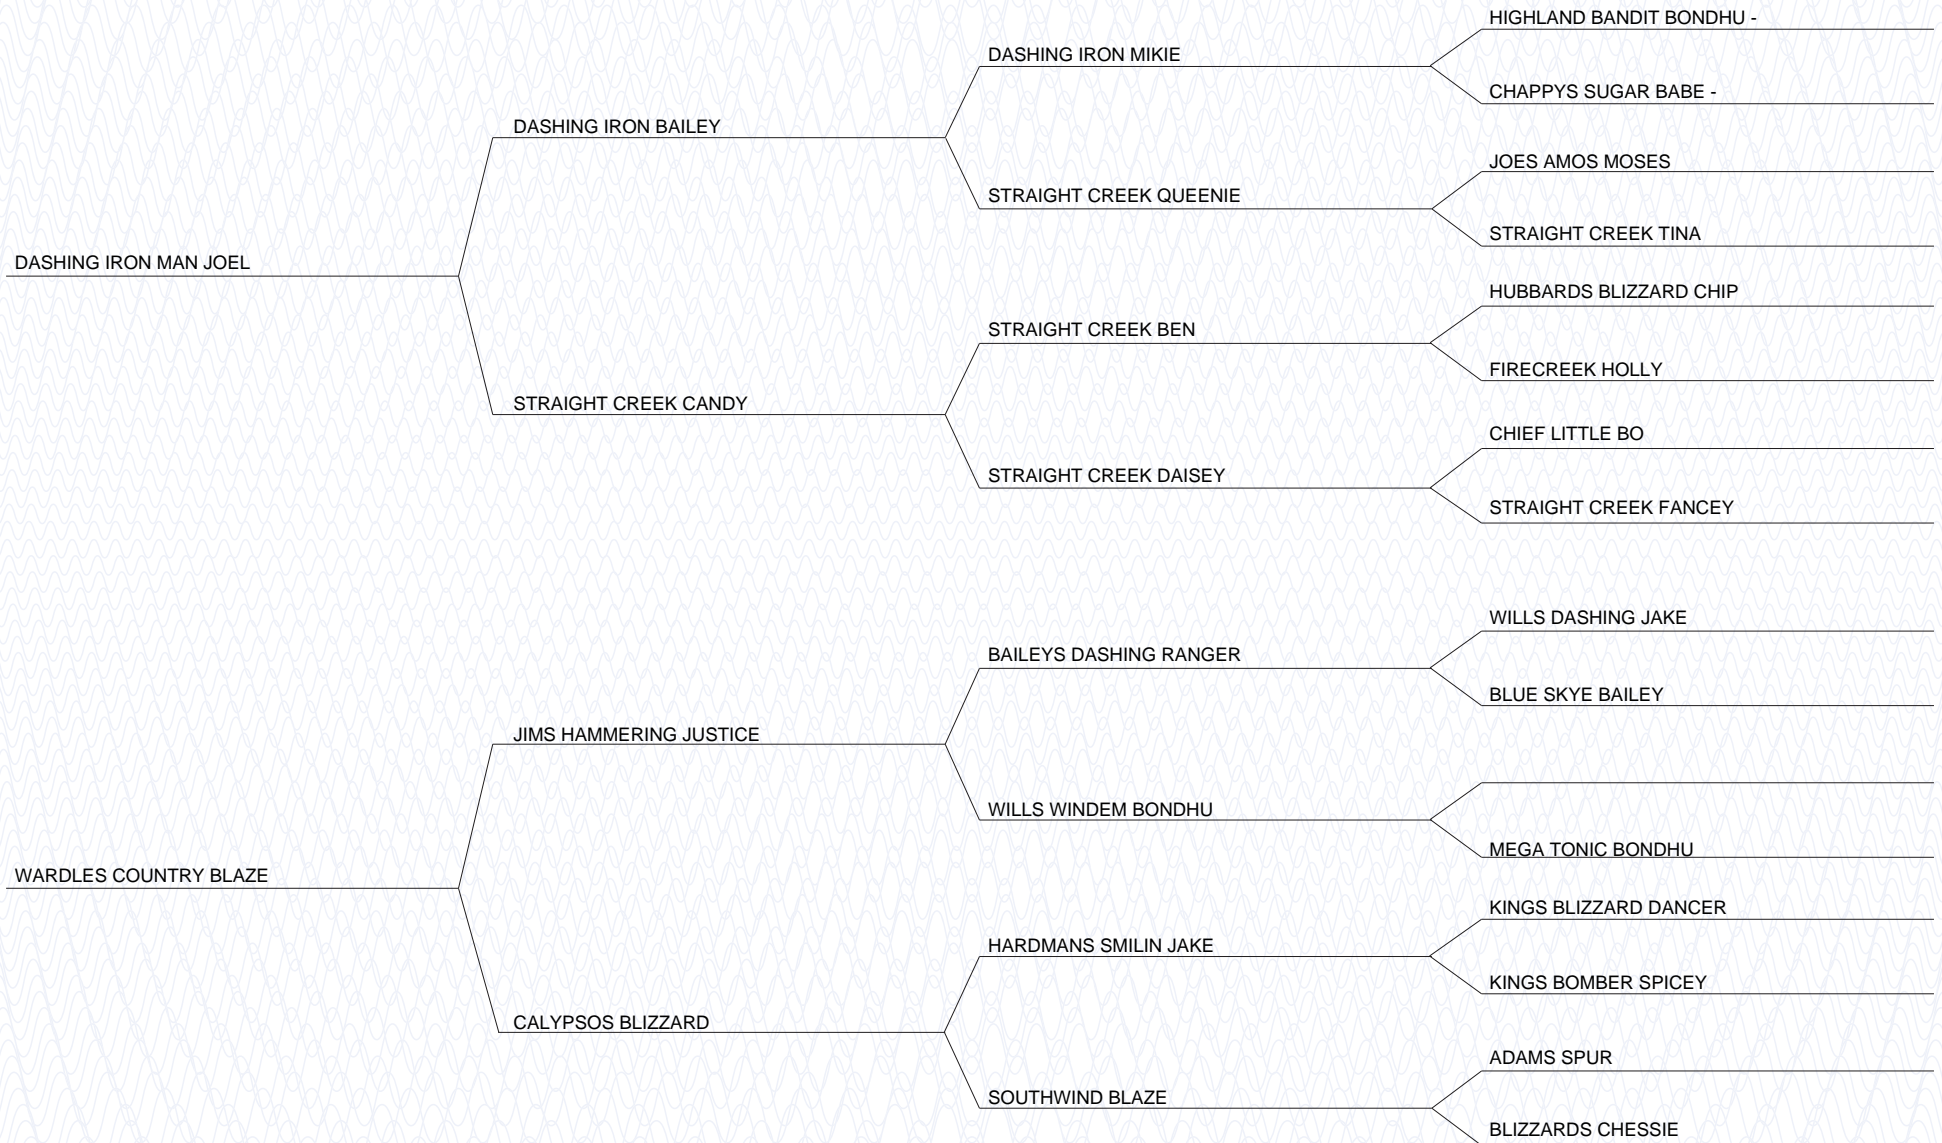 HIGHLAND BANDIT BONDHU -
DASHING IRON MIKIE
CHAPPYS SUGAR BABE -
DASHING IRON BAILEY
JOES AMOS MOSES
STRAIGHT CREEK QUEENIE
STRAIGHT CREEK TINA
DASHING IRON MAN JOEL
HUBBARDS BLIZZARD CHIP
STRAIGHT CREEK BEN
FIRECREEK HOLLY
STRAIGHT CREEK CANDY
CHIEF LITTLE BO
STRAIGHT CREEK DAISEY
STRAIGHT CREEK FANCEY
WILLS DASHING JAKE
BAILEYS DASHING RANGER
BLUE SKYE BAILEY
JIMS HAMMERING JUSTICE
WILLS WINDEM BONDHU
MEGA TONIC BONDHU
WARDLES COUNTRY BLAZE
KINGS BLIZZARD DANCER
HARDMANS SMILIN JAKE
KINGS BOMBER SPICEY
CALYPSOS BLIZZARD
ADAMS SPUR
SOUTHWIND BLAZE
BLIZZARDS CHESSIE